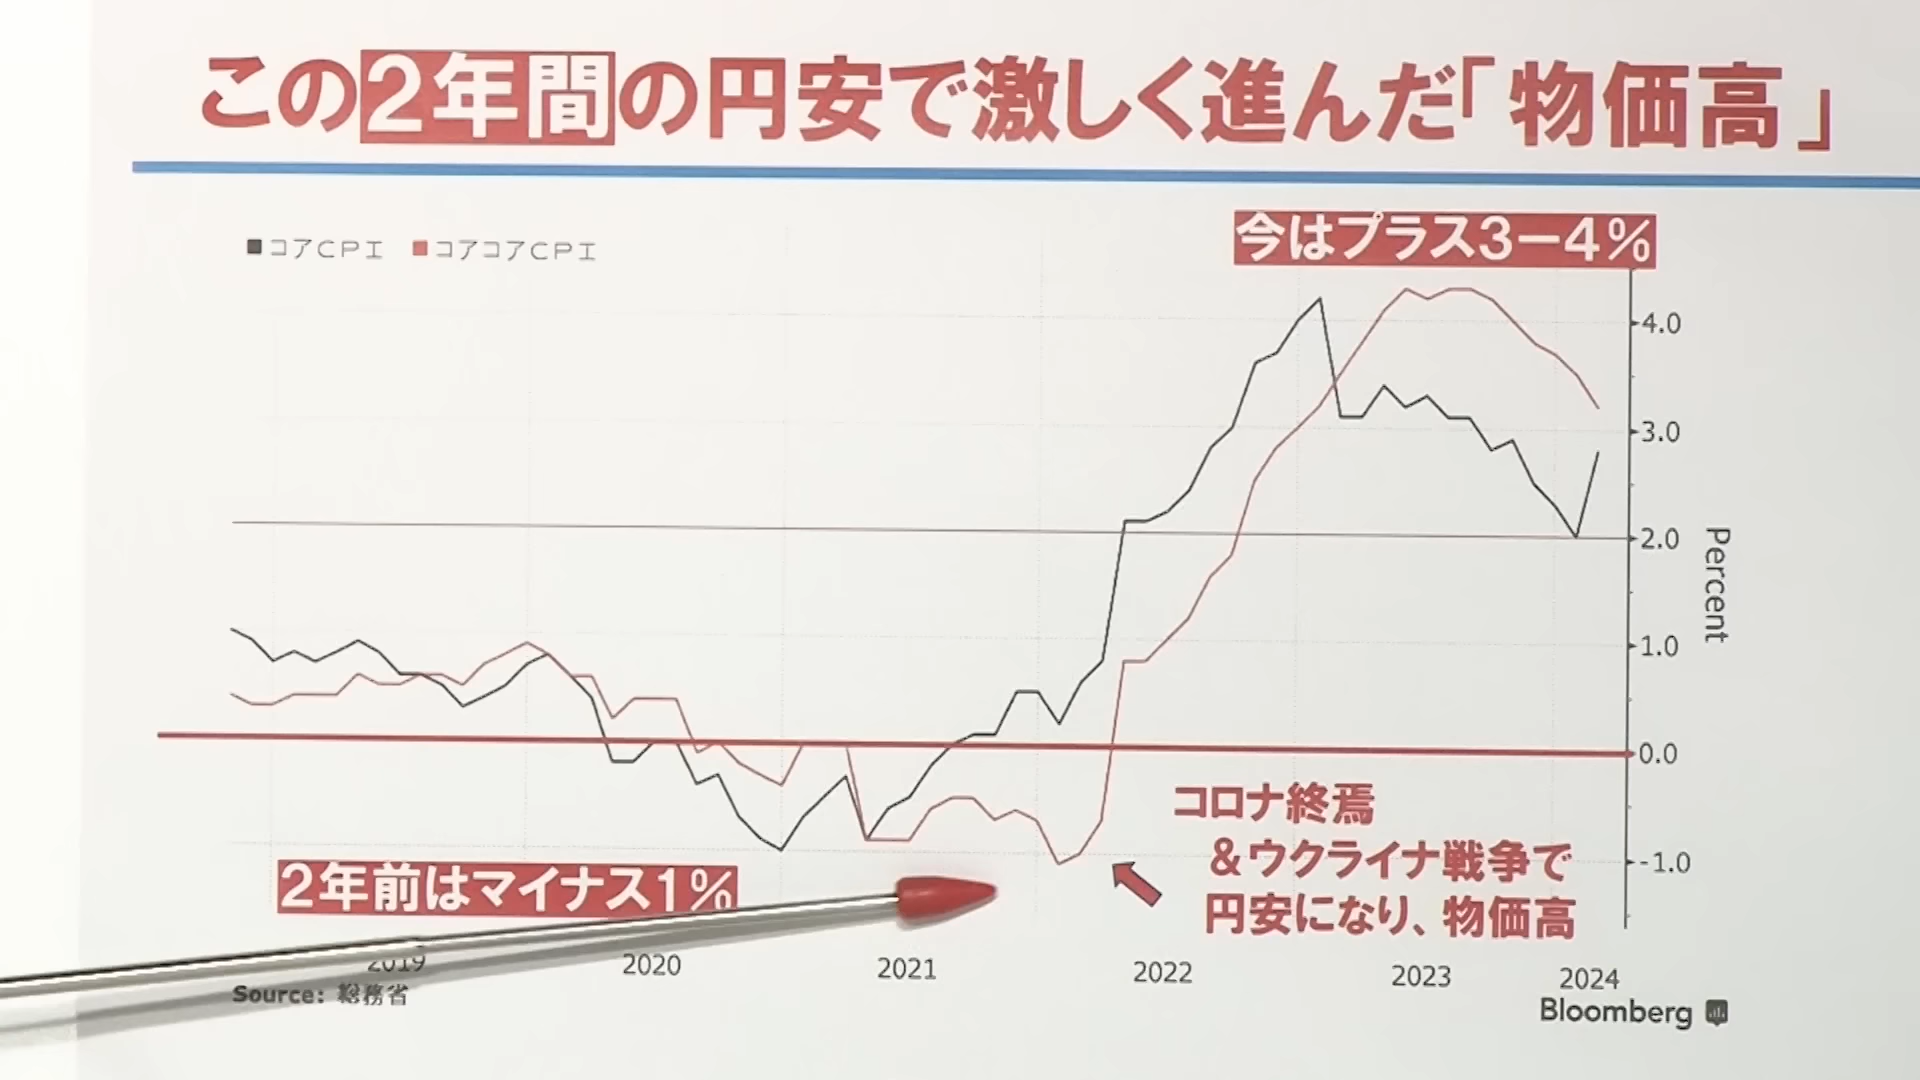 この2年間の円安で激しく進んだ「物価高」
今はプラス3−4%
■コアCPI ■コアコアCPI
4.0
3.0
2.0
1.0
0.0
-1.0
Percent
コロナ終焉
&ウクライナ戦争で
円安になり、物価高
2年前はマイナス1%
2019 2020 2021 2022 2023 2024
Source: 総務省
Bloomberg